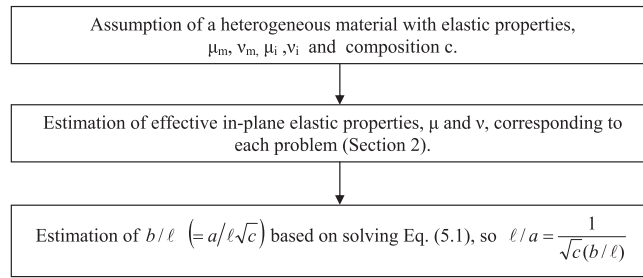 Assumption of a heterogeneous material with elastic properties,
μm, νm, μi ,νi and composition c.
Estimation of effective in-plane elastic properties, μ and ν, corresponding to
each problem (Section 2).
Estimation of b/ℓ (=a/ℓ√c) based on solving Eq. (5.1), so ℓ/a = 1/(√c(b/ℓ))